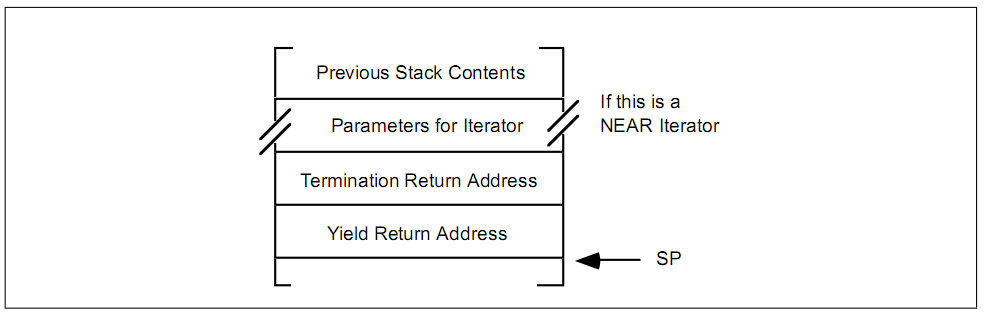 Previous Stack Contents
If this is a
NEAR Iterator
Parameters for Iterator
Termination Return Address
Yield Return Address
SP